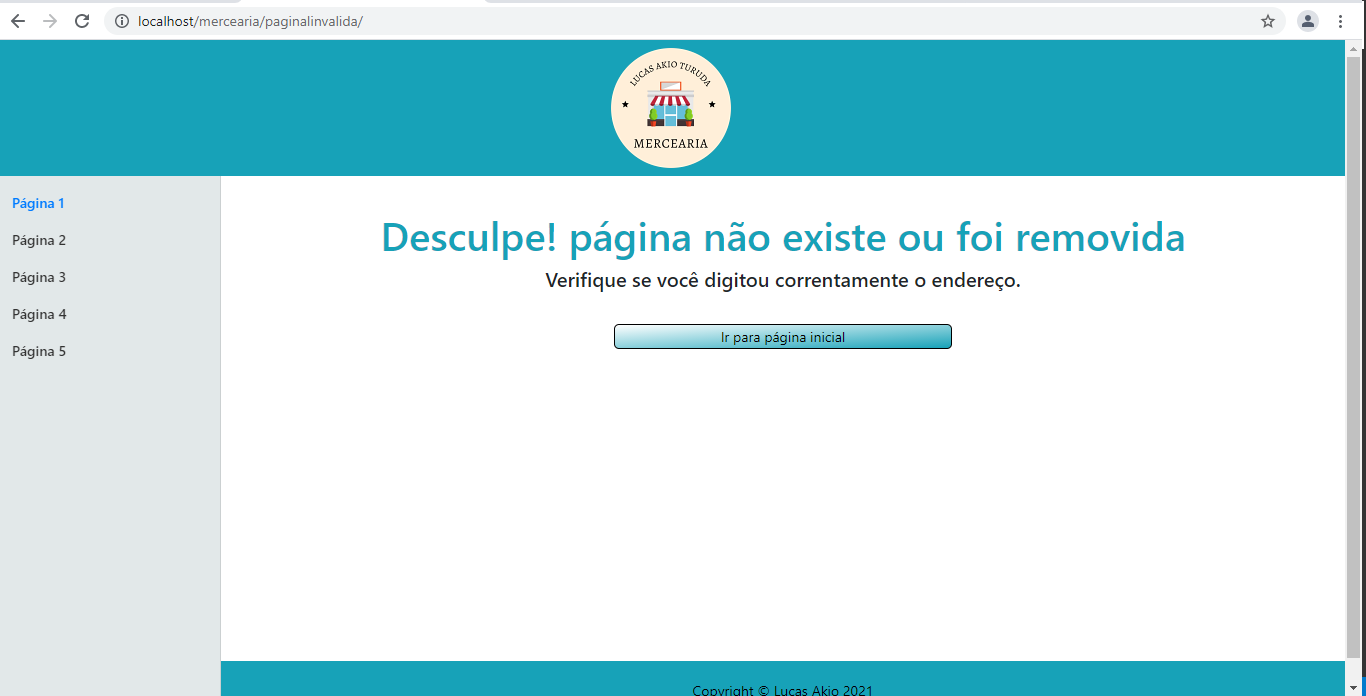 localhost/mercearia/paginalinvalida/
LUCAS AKIO TURUDA
MERCEARIA
Página 1
Página 2
Página 3
Página 4
Página 5
Desculpe! página não existe ou foi removida
Verifique se você digitou correntamente o endereço.
Ir para página inicial
Copyright © Lucas Akio 2021